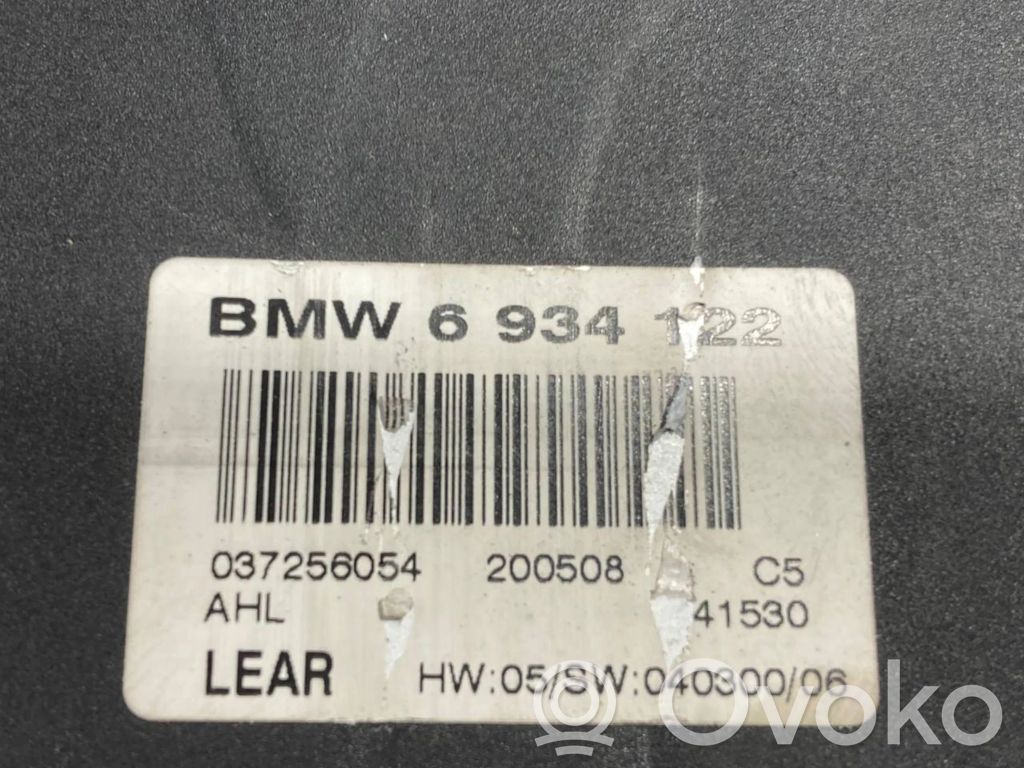 BMW 6 934 122
037256054 200508 C5
AHL 41530
LEAR HW:05/SW:040300/06
Ovoko